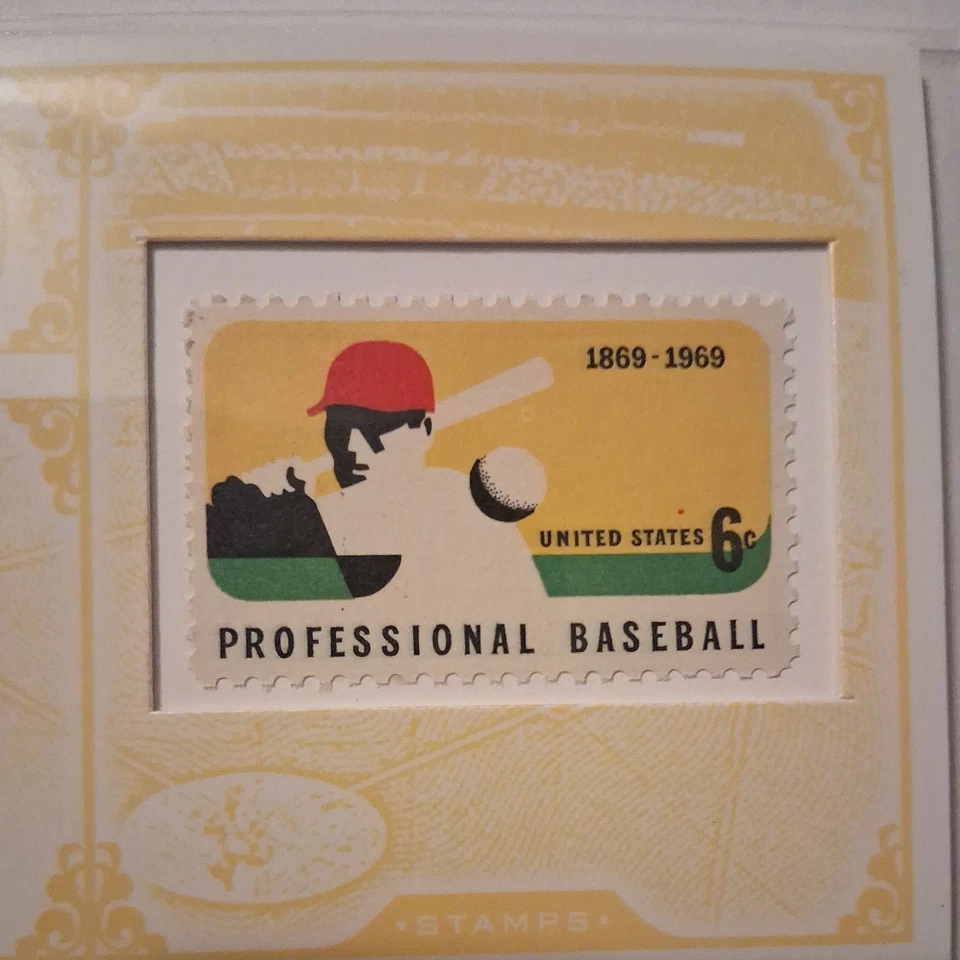 1869-1969
UNITED STATES 6c
PROFESSIONAL BASEBALL
·STAMPS·